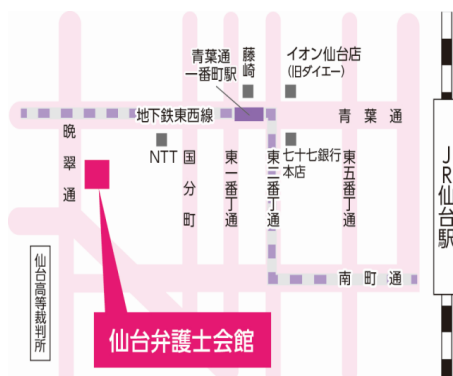 青葉通
一番町駅
藤崎
イオン仙台店
(旧ダイエー)
地下鉄東西線
青葉通
晩翠通
NTT
国分町
東一番丁通
東二番丁通
七十七銀行
本店
東五番丁通
JR仙台駅
南町通
仙台高等裁判所
仙台弁護士会館